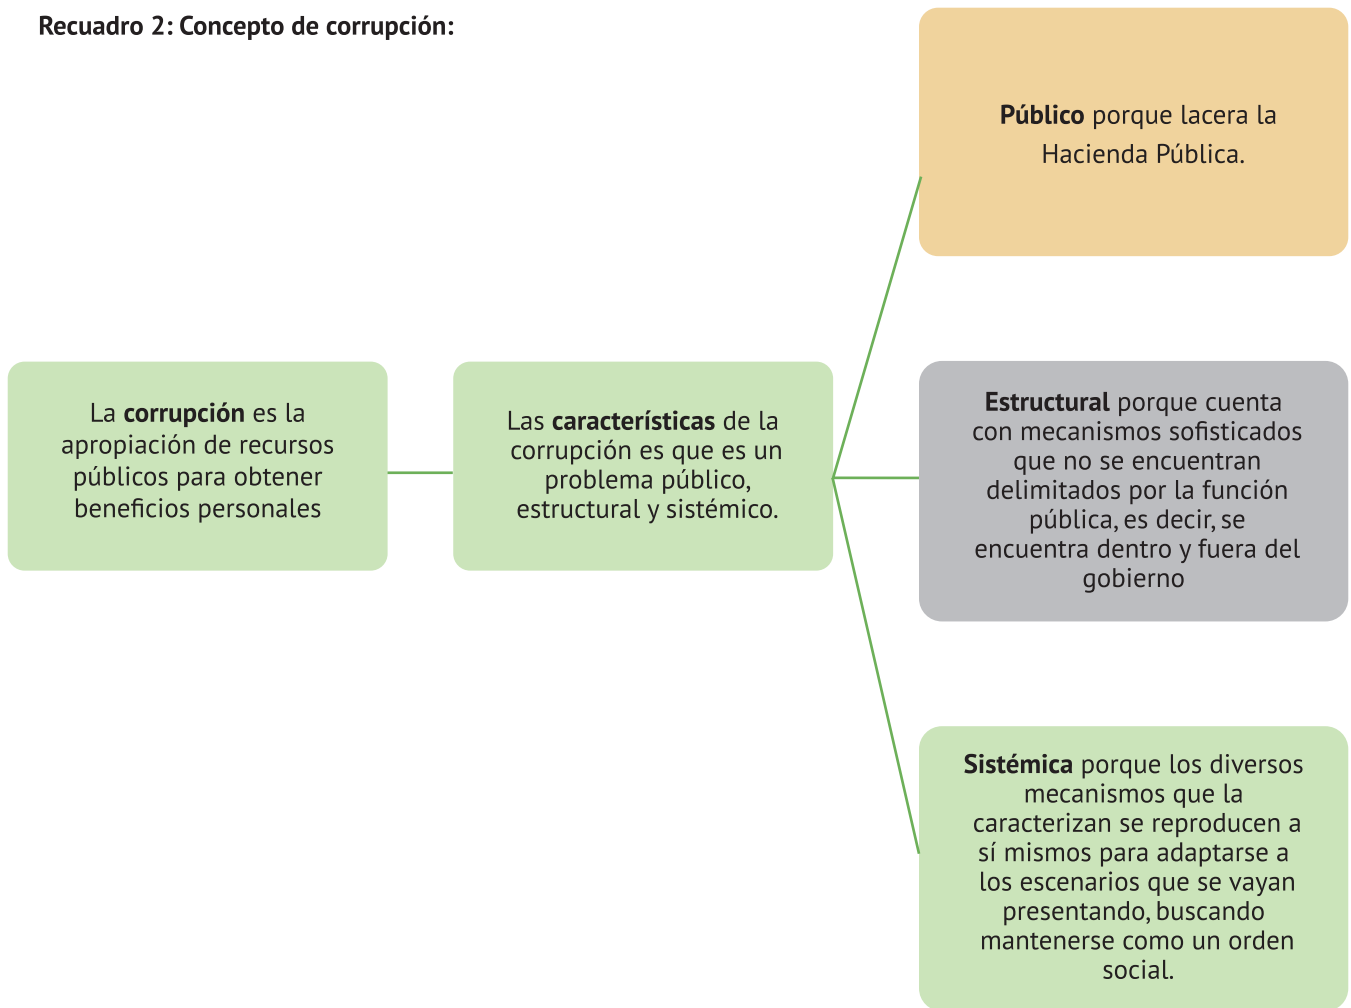 Recuadro 2: Concepto de corrupción:
La corrupción es la
apropiación de recursos
públicos para obtener
beneficios personales
Las características de la
corrupción es que es un
problema público,
estructural y sistémico.
Público porque lacera la
Hacienda Pública.
Estructural porque cuenta
con mecanismos sofisticados
que no se encuentran
delimitados por la función
pública, es decir, se
encuentra dentro y fuera del
gobierno
Sistémica porque los diversos
mecanismos que la
caracterizan se reproducen a
sí mismos para adaptarse a
los escenarios que se vayan
presentando, buscando
mantenerse como un orden
social.